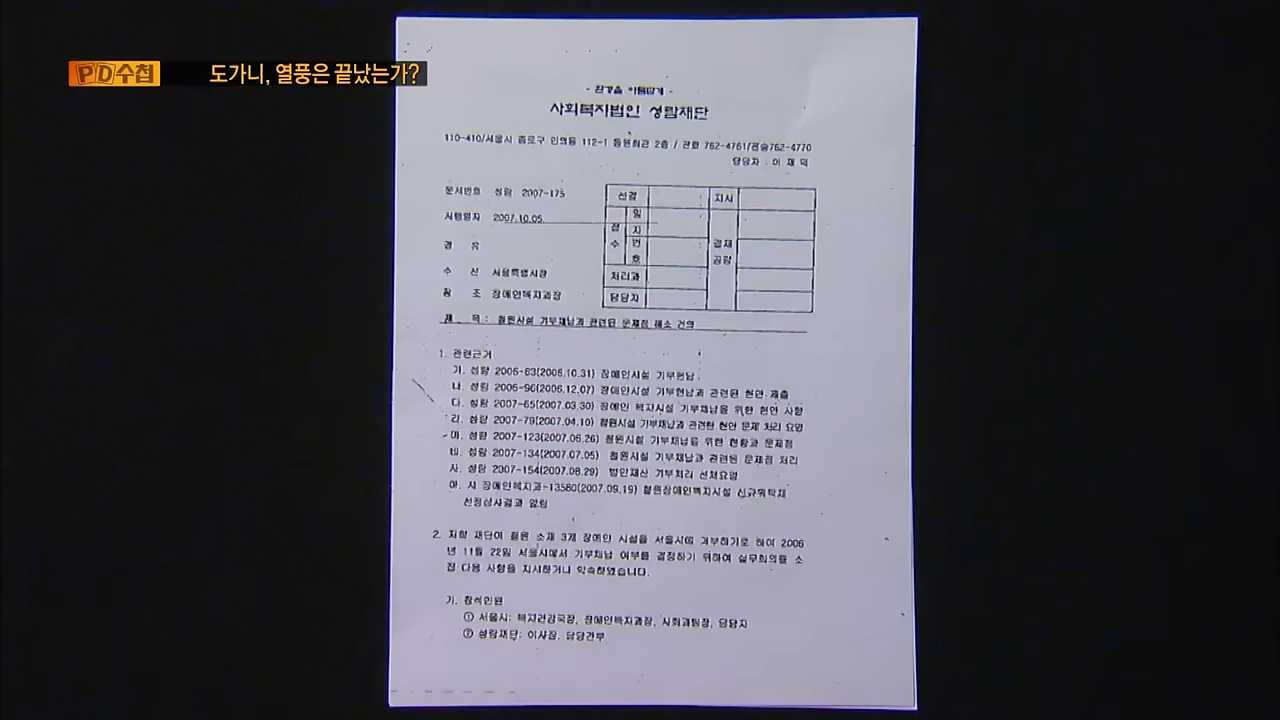 PD수첩
도가니, 열풍은 끝났는가?
사회복지법인 성람재단
110-410/서울시 종로구 인의동 112-1 동원회관 2층 / 전화 762-4761/전송762-4770
담당자 : 이 재 덕
문서번호 성람 2007-175
시행일자 2007.10.05.
경 유
수 신 서울특별시장
참 조 장애인복지과장
선결 지시
접수 일자 번호 결재 공람
처리과
담당자
제 목 : 철원시설 기부채납과 관련된 문제점 해소 건의
1. 관련근거
가. 성람 2006-83(2006.10.31) 장애인시설 기부헌납
나. 성람 2006-96(2006.12.07) 장애인시설 기부헌납과 관련된 현안 제출
다. 성람 2007-65(2007.03.30) 장애인 복지시설 기부채납을 위한 현안 사항
라. 성람 2007-79(2007.04.10) 철원시설 기부채납과 관련한 현안 문제 처리 요망
마. 성람 2007-123(2007.06.26) 철원시설 기부채납을 위한 현황과 문제점
바. 성람 2007-134(2007.07.05) 철원시설 기부채납과 관련된 문제점 처리
사. 성람 2007-154(2007.08.29) 법인재산 기부처리 선처요망
아. 시 장애인복지과-13580(2007.09.19) 철원장애인복지시설 신규위탁체
선정심사결과 알림
2. 저희 재단이 철원 소재 3개 장애인 시설을 서울시에 기부하기로 하여 2006
년 11월 22일 서울시에서 기부채납 여부를 결정하기 위하여 실무회의를 소
집 다음 사항을 지시하거나 약속하였습니다.
가. 참석인원
① 서울시: 복지건강국장, 장애인복지과장, 사회과팀장, 담당자
② 성람재단: 이사장, 담당간부